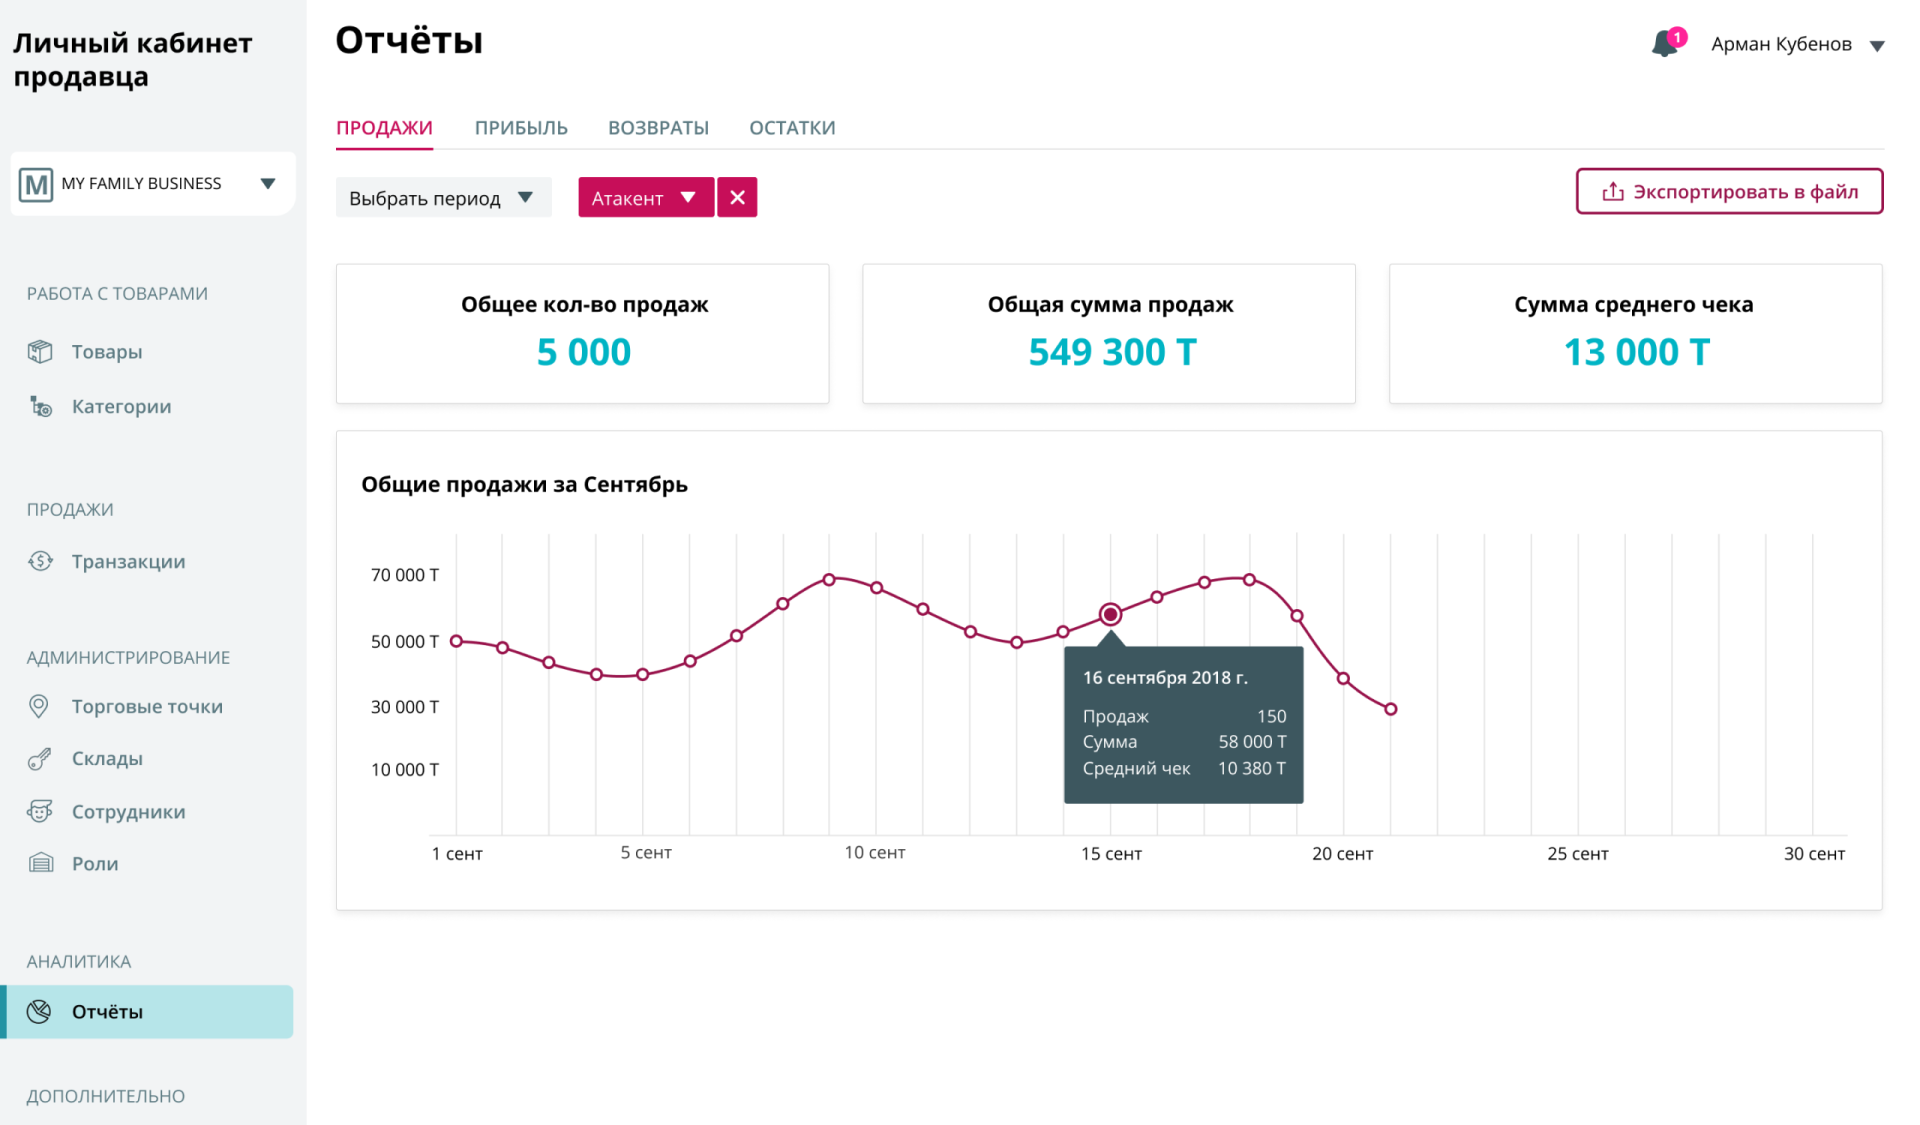 Личный кабинет
продавца
M MY FAMILY BUSINESS
РАБОТА С ТОВАРАМИ
Товары
Категории
ПРОДАЖИ
Транзакции
АДМИНИСТРИРОВАНИЕ
Торговые точки
Склады
Сотрудники
Роли
АНАЛИТИКА
Отчёты
ДОПОЛНИТЕЛЬНО
Отчёты
1 Арман Кубенов
ПРОДАЖИ ПРИБЫЛЬ ВОЗВРАТЫ ОСТАТКИ
Выбрать период Атакент Экспортировать в файл
Общее кол-во продаж
5 000
Общая сумма продаж
549 300 Т
Сумма среднего чека
13 000 Т
Общие продажи за Сентябрь
70 000 Т
50 000 Т
30 000 Т
10 000 Т
16 сентября 2018 г.
Продаж 150
Сумма 58 000 Т
Средний чек 10 380 Т
1 сент 5 сент 10 сент 15 сент 20 сент 25 сент 30 сент